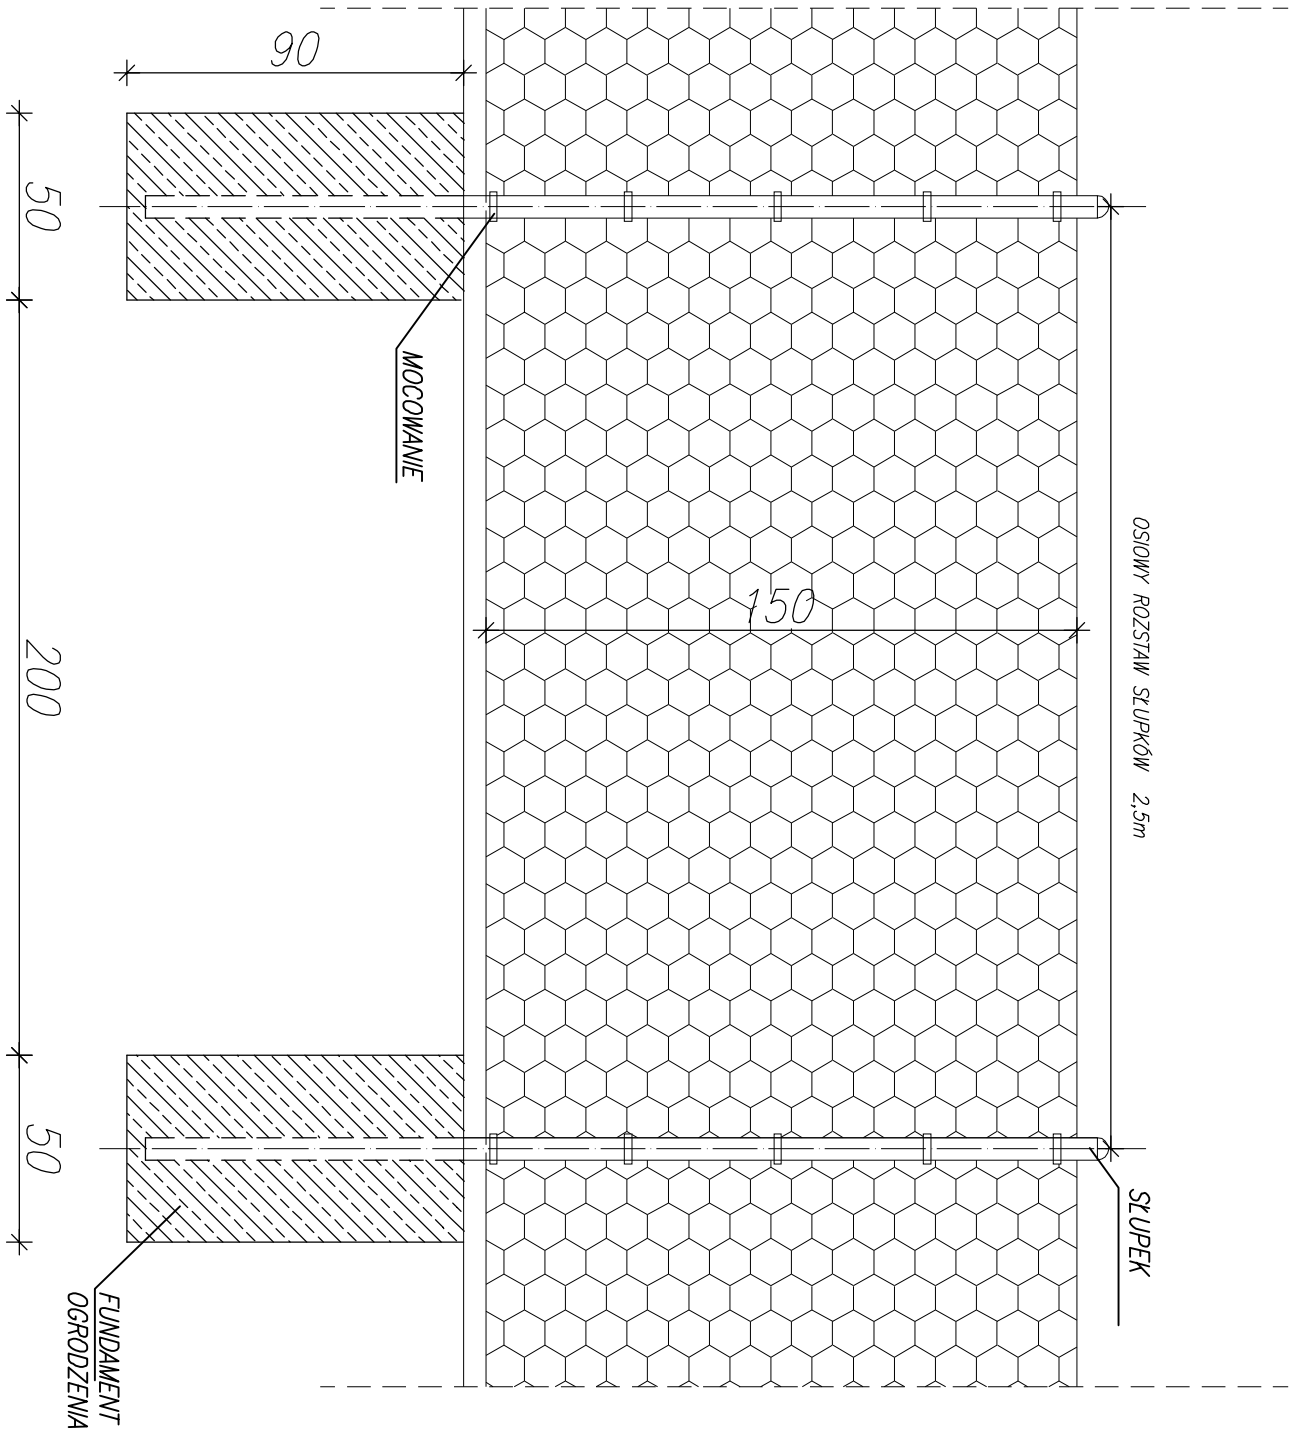 OSIOWY ROZSTAW SŁUPKÓW 2,5m
SŁUPEK
150
MOCOWANIE
90
FUNDAMENT
OGRODZENIA
50
200
50